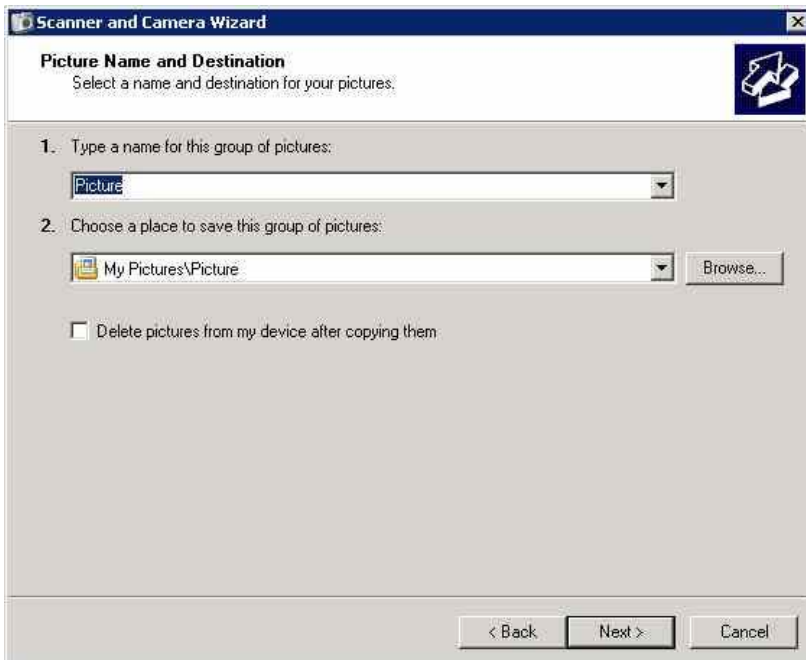 Scanner and Camera Wizard
Picture Name and Destination
Select a name and destination for your pictures.
1. Type a name for this group of pictures:
Picture
2. Choose a place to save this group of pictures:
My Pictures\Picture
Browse...
Delete pictures from my device after copying them
< Back
Next >
Cancel